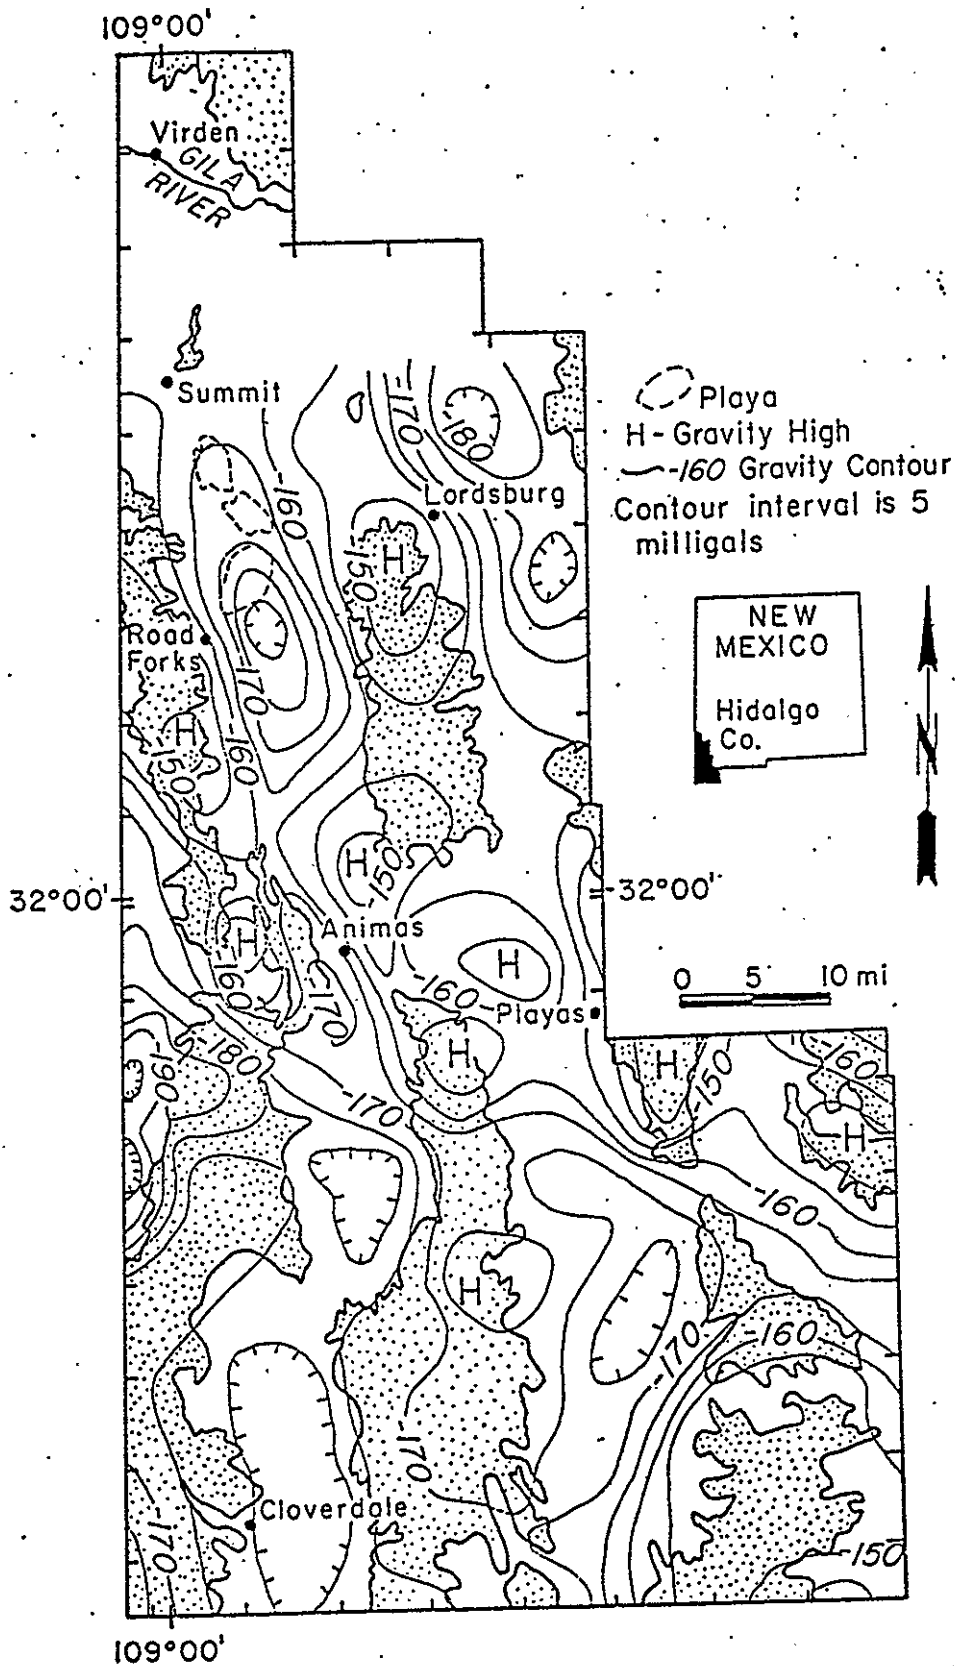 109°00'
Virden
GILA
RIVER
Summit
-170
-180
-160
Lordsburg
H
-150
Road
Forks
-170
H
-150
-160
H
-150
32°00'
Animas
H
-160
-170
H
-160
Playas
H
-180
-190
-170
H
-150
-160
H
-160
H
-170
-160
-170
Cloverdale
-170
-150
109°00'
Playa
H - Gravity High
-160 Gravity Contour
Contour interval is 5
milligals
NEW
MEXICO
Hidalgo
Co.
N
32°00'
0 5 10 mi